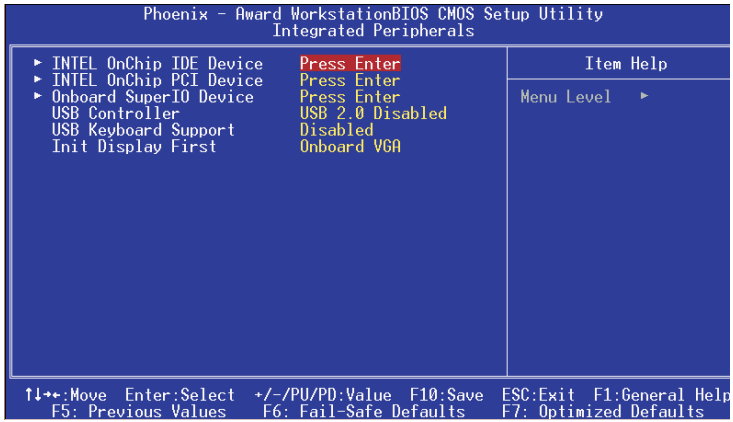 Phoenix - Award WorkstationBIOS CMOS Setup Utility
Integrated Peripherals
► INTEL OnChip IDE Device Press Enter
► INTEL OnChip PCI Device Press Enter
► Onboard SuperIO Device Press Enter
USB Controller USB 2.0 Disabled
USB Keyboard Support Disabled
Init Display First Onboard VGA
Item Help
Menu Level ►
↑↓→←:Move Enter:Select +/-/PU/PD:Value F10:Save ESC:Exit F1:General Help
F5: Previous Values F6: Fail-Safe Defaults F7: Optimized Defaults